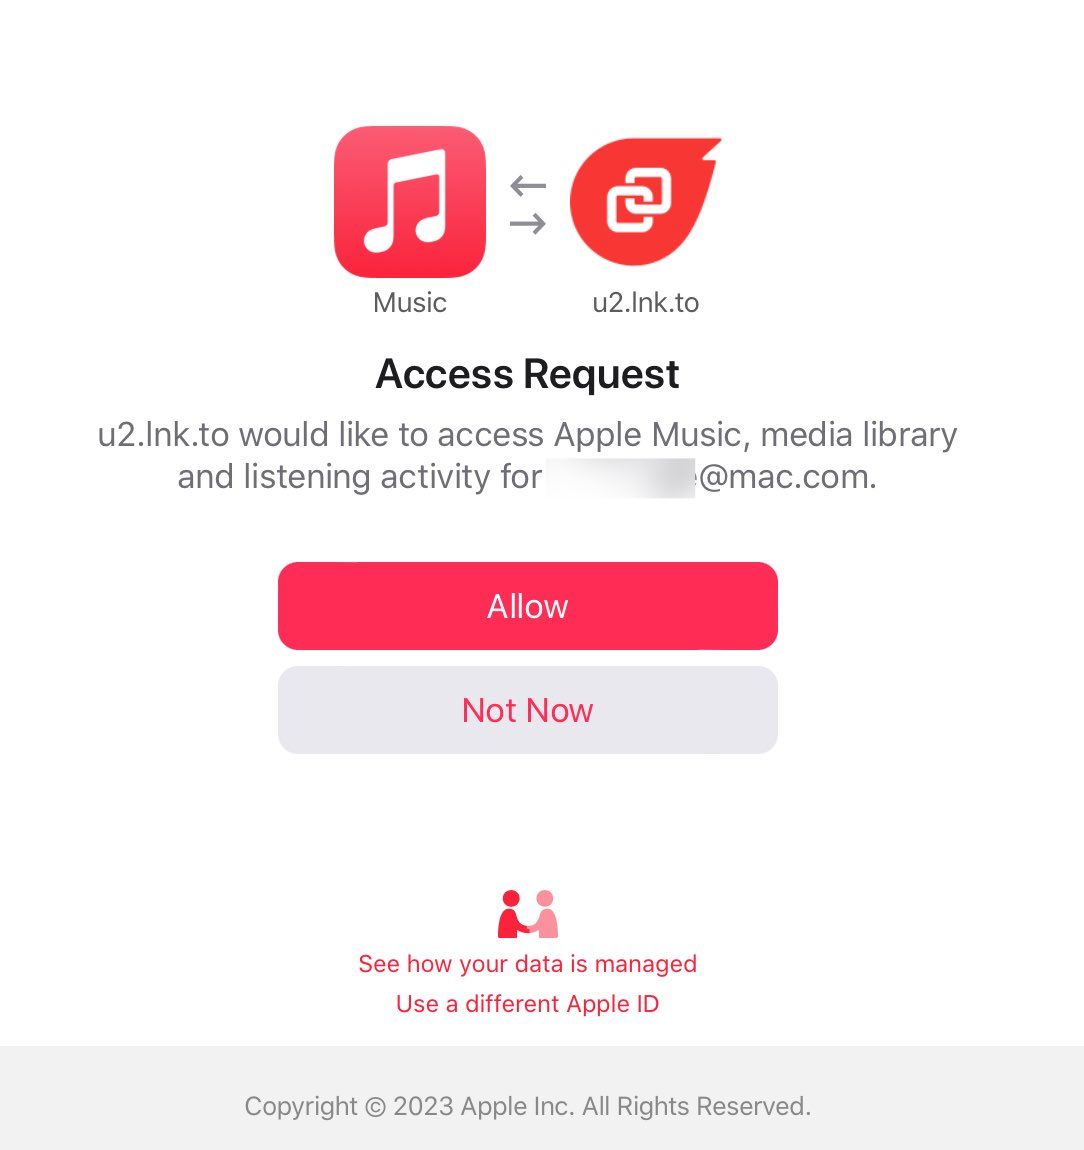 Music
u2.lnk.to
Access Request
u2.lnk.to would like to access Apple Music, media library
and listening activity for @mac.com.
Allow
Not Now
See how your data is managed
Use a different Apple ID
Copyright © 2023 Apple Inc. All Rights Reserved.